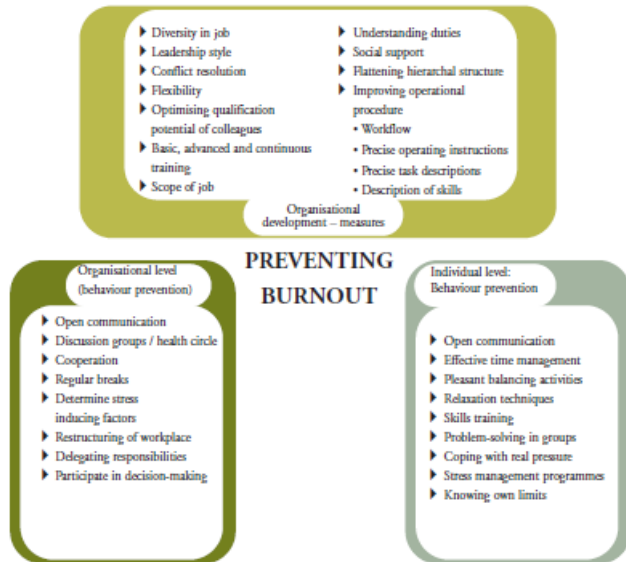 Diversity in job
Leadership style
Conflict resolution
Flexibility
Optimising qualification
potential of colleagues
Basic, advanced and continuous
training
Scope of job
Understanding duties
Social support
Flattening hierarchal structure
Improving operational
procedure
• Workflow
• Precise operating instructions
• Precise task descriptions
• Description of skills
Organisational
development – measures
PREVENTING
BURNOUT
Organisational level
(behaviour prevention)
Open communication
Discussion groups / health circle
Cooperation
Regular breaks
Determine stress
inducing factors
Restructuring of workplace
Delegating responsibilities
Participate in decision-making
Individual level:
Behaviour prevention
Open communication
Effective time management
Pleasant balancing activities
Relaxation techniques
Skills training
Problem-solving in groups
Coping with real pressure
Stress management programmes
Knowing own limits